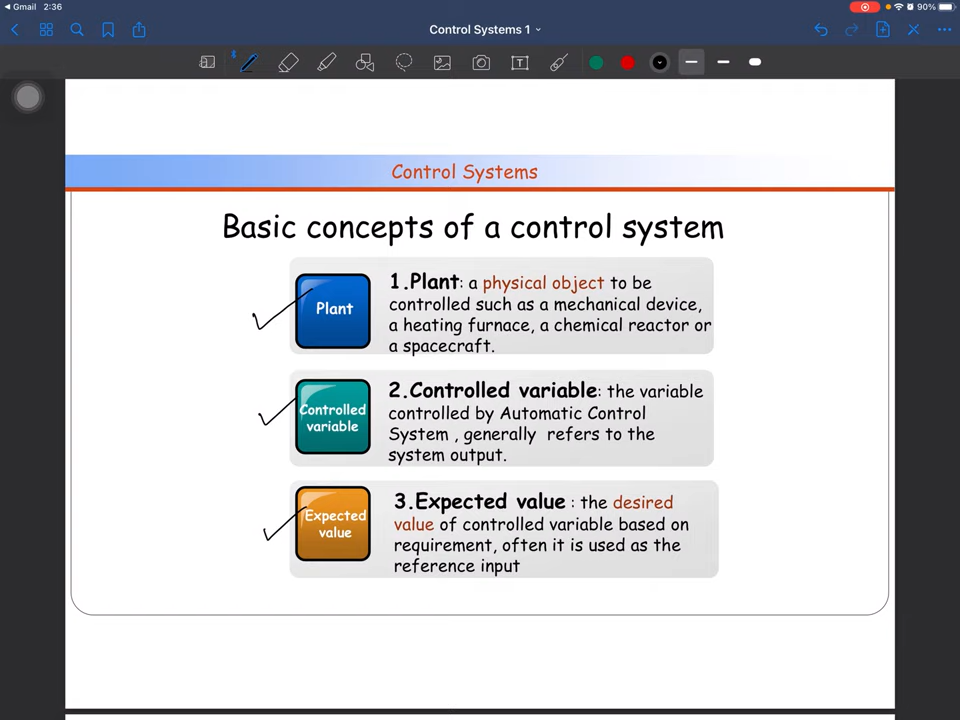 Gmail 2:36
90%
Control Systems 1
T
Control Systems
Basic concepts of a control system
Plant
1.Plant: a physical object to be
controlled such as a mechanical device,
a heating furnace, a chemical reactor or
a spacecraft.
Controlled
variable
2.Controlled variable: the variable
controlled by Automatic Control
System , generally refers to the
system output.
Expected
value
3.Expected value : the desired
value of controlled variable based on
requirement, often it is used as the
reference input